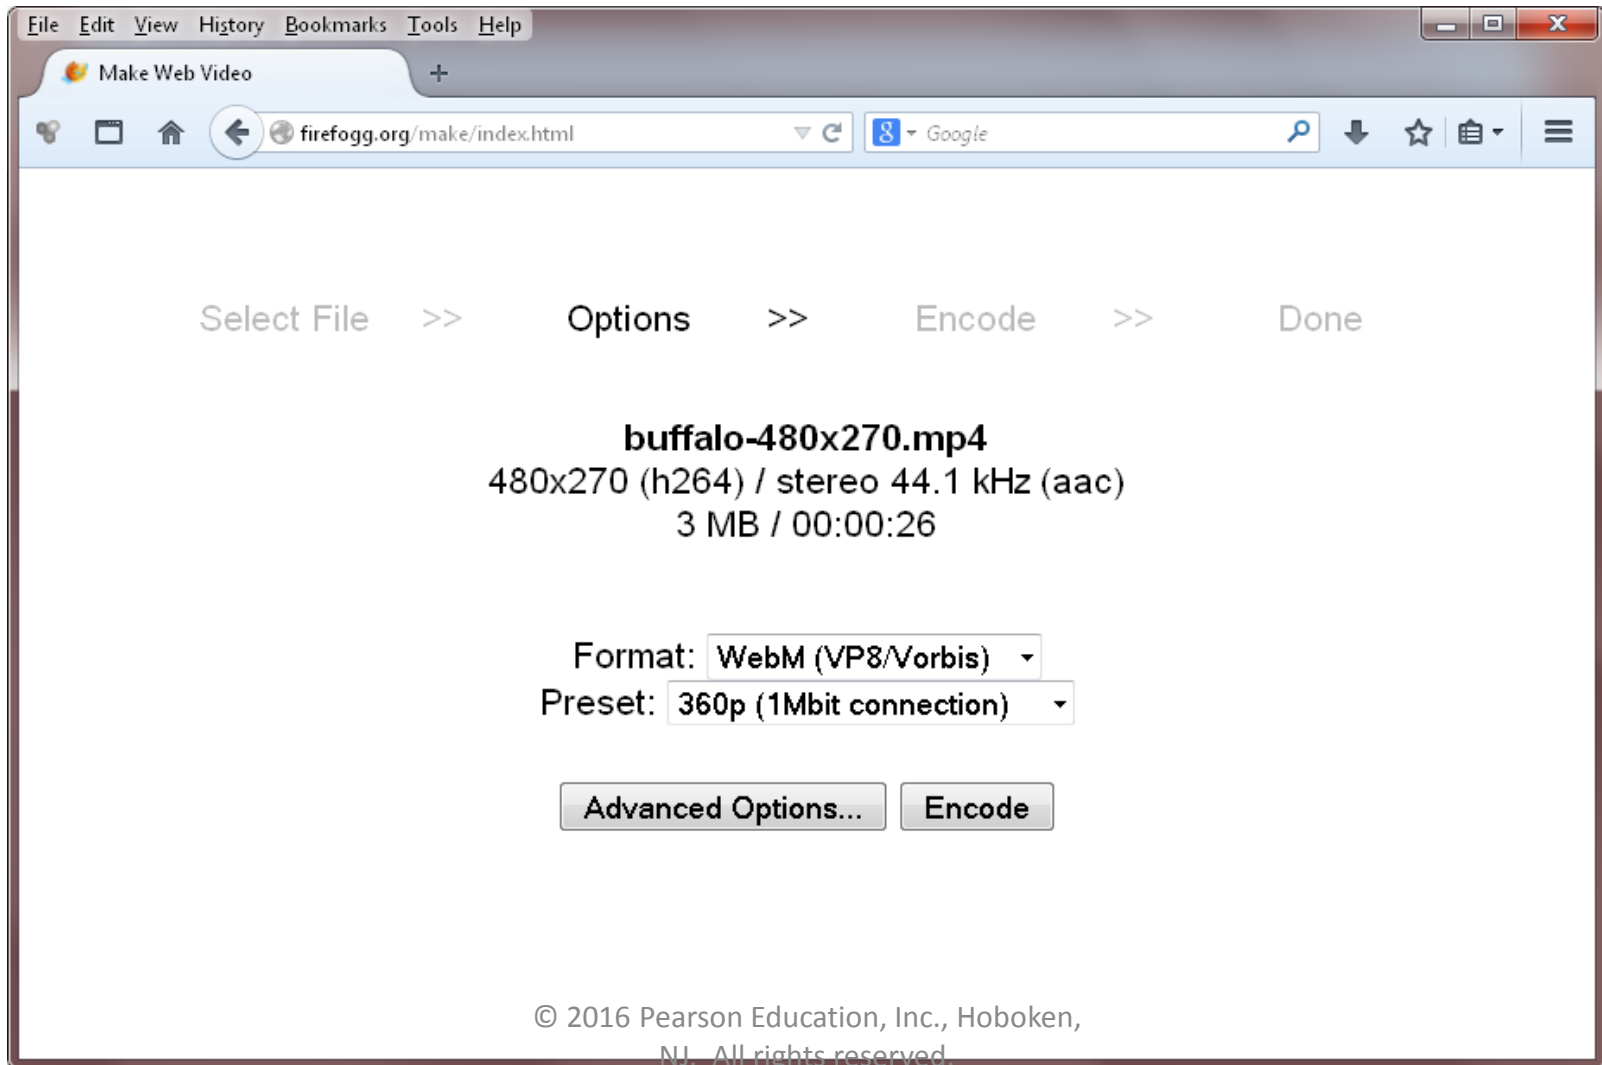 File Edit View History Bookmarks Tools Help
Make Web Video
firefogg.org/make/index.html
Google
Select File >> Options >> Encode >> Done
buffalo-480x270.mp4
480x270 (h264) / stereo 44.1 kHz (aac)
3 MB / 00:00:26
Format: WebM (VP8/Vorbis)
Preset: 360p (1Mbit connection)
Advanced Options... Encode
© 2016 Pearson Education, Inc., Hoboken,
NJ. All rights reserved.